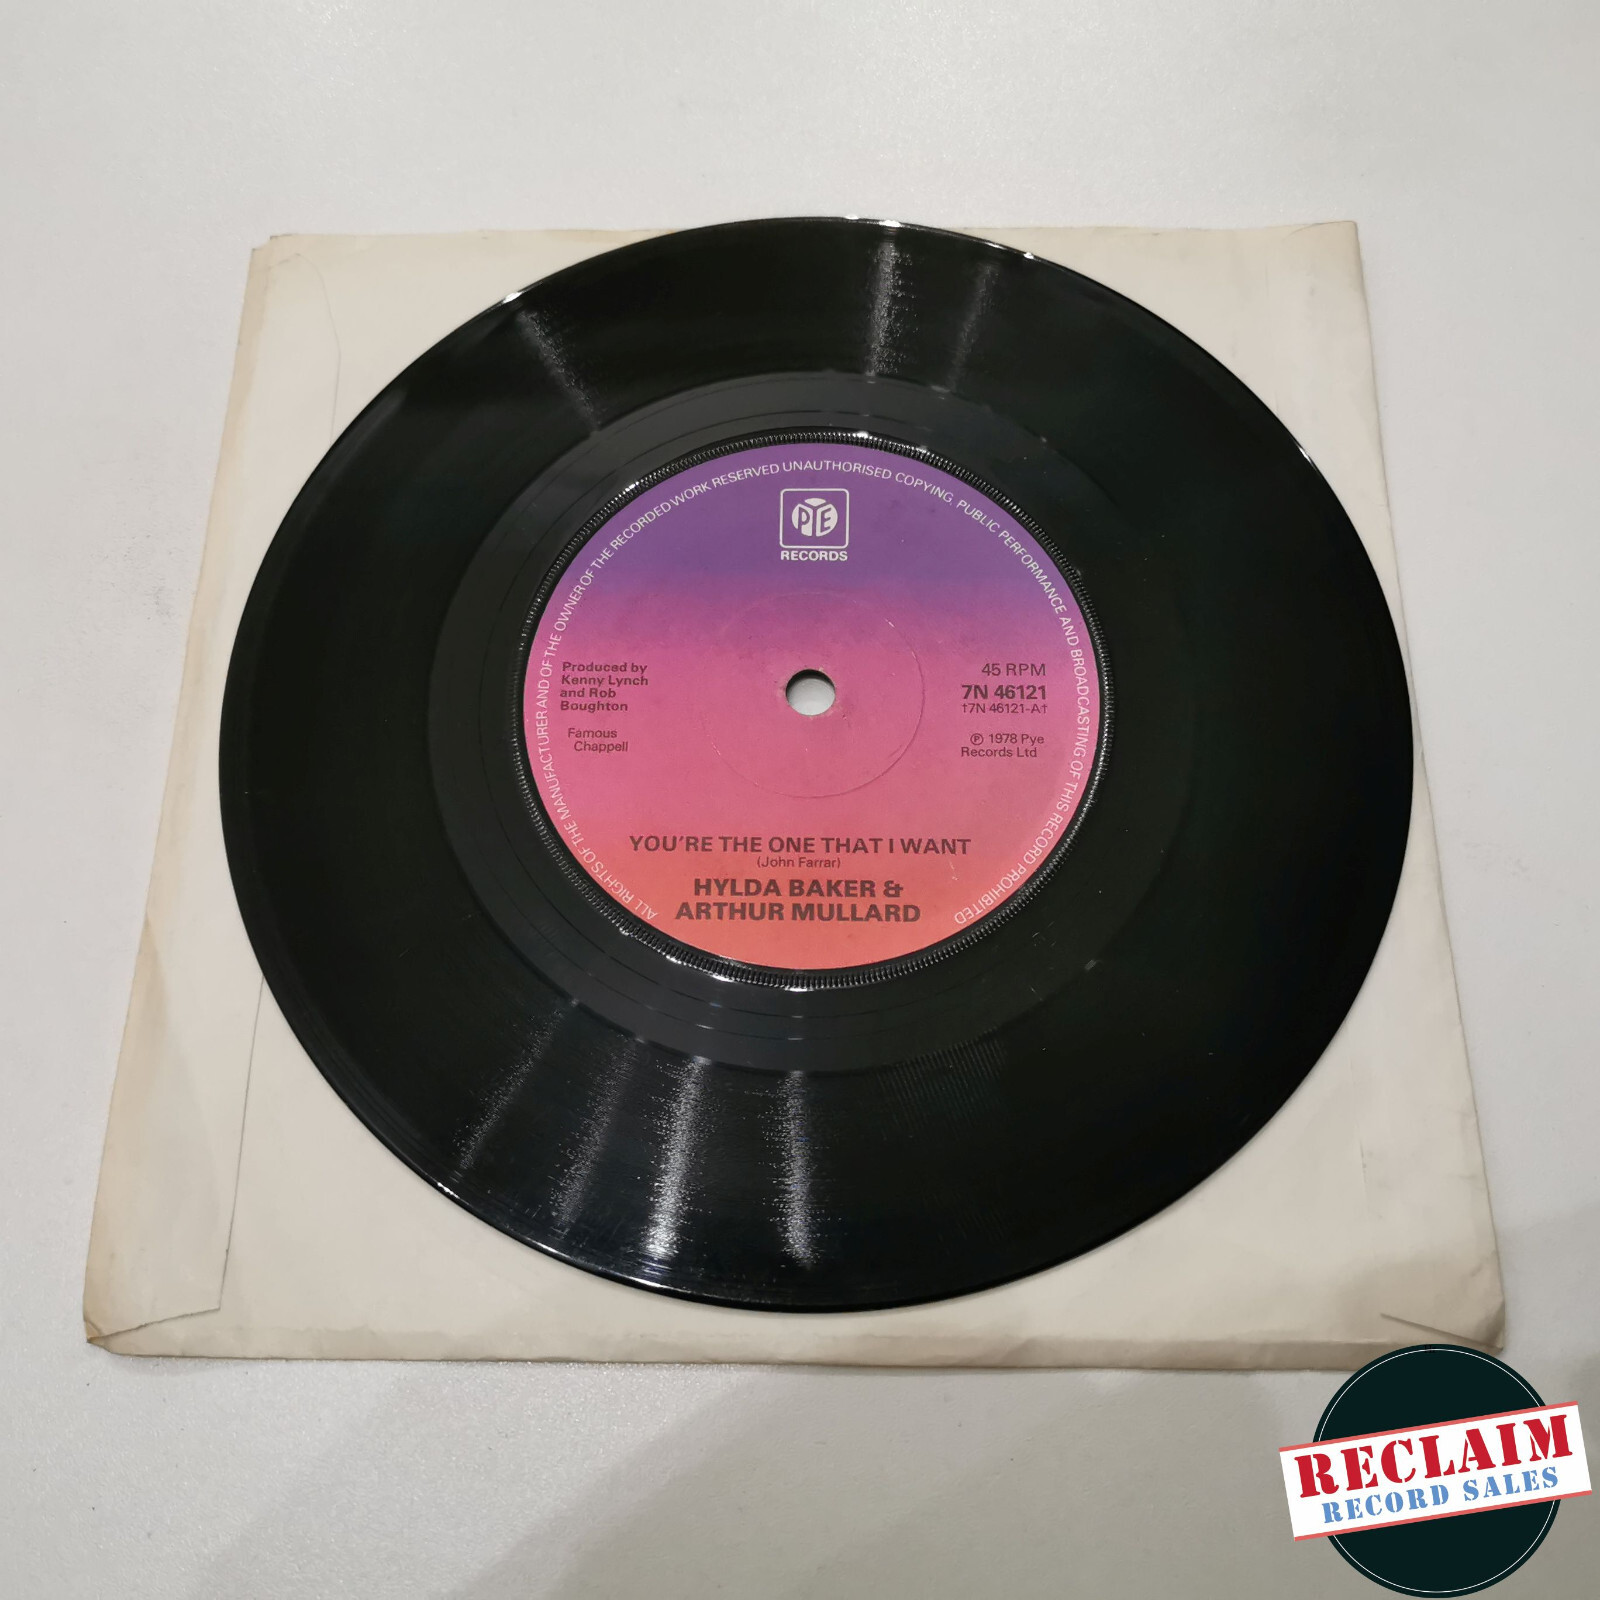 ALL RIGHTS OF THE MANUFACTURER AND OF THE OWNER OF THE RECORDED WORK RESERVED UNAUTHORISED COPYING, PUBLIC PERFORMANCE AND BROADCASTING OF THIS RECORD PROHIBITED
PYE
RECORDS
Produced by
Kenny Lynch
and Rob
Boughton
Famous
Chappell
45 RPM
7N 46121
†7N 46121-A†
℗ 1978 Pye
Records Ltd
YOU'RE THE ONE THAT I WANT
(John Farrar)
HYLDA BAKER &
ARTHUR MULLARD
RECLAIM
RECORD SALES